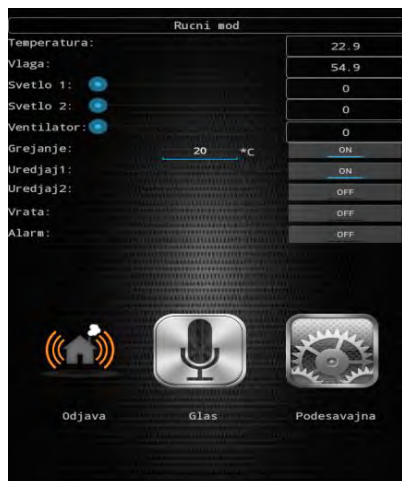 Rucni mod
Temperatura: 22.9
Vlaga: 54.9
Svetlo 1: 0
Svetlo 2: 0
Ventilator: 0
Grejanje: 20 *C ON
Uredjaj1: ON
Uredjaj2: OFF
Vrata: OFF
Alarm: OFF
Odjava Glas Podesavajna